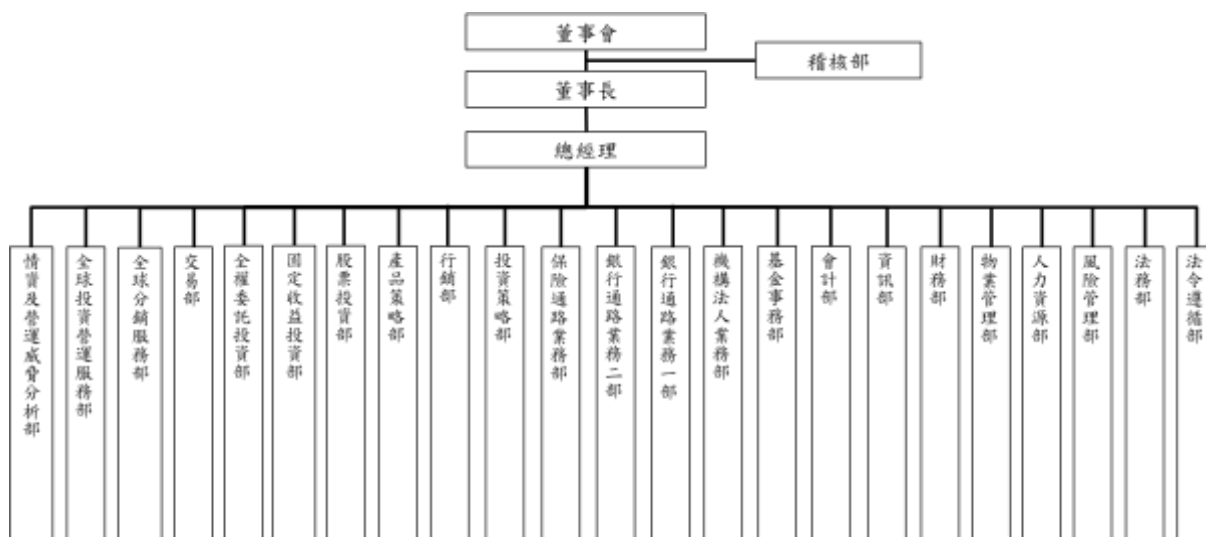 董事會
稽核部
董事長
總經理
情資及營運威脅分析部
全球投資營運服務部
全球分銷服務部
交易部
全權委託投資部
固定收益投資部
股票投資部
產品策略部
行銷部
投資策略部
保險通路業務部
銀行通路業務二部
銀行通路業務一部
機構法人業務部
基金事務部
會計部
資訊部
財務部
物業管理部
人力資源部
風險管理部
法務部
法令遵循部